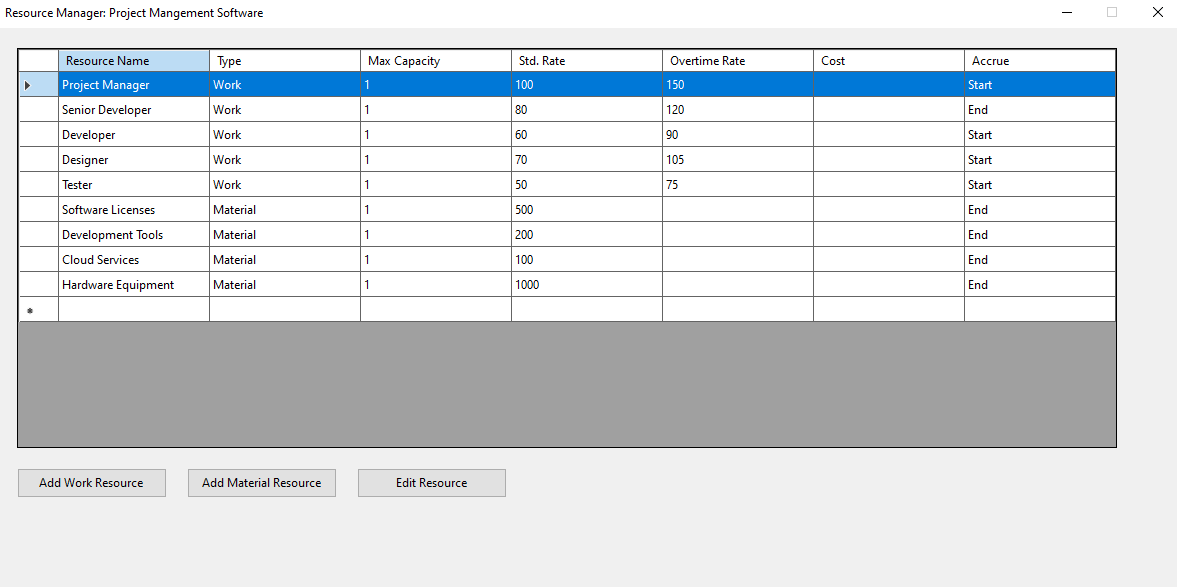 Resource Manager: Project Mangement Software
Resource Name Type Max Capacity Std. Rate Overtime Rate Cost Accrue
Project Manager Work 1 100 150 Start
Senior Developer Work 1 80 120 End
Developer Work 1 60 90 Start
Designer Work 1 70 105 Start
Tester Work 1 50 75 Start
Software Licenses Material 1 500 End
Development Tools Material 1 200 End
Cloud Services Material 1 100 End
Hardware Equipment Material 1 1000 End
Add Work Resource Add Material Resource Edit Resource